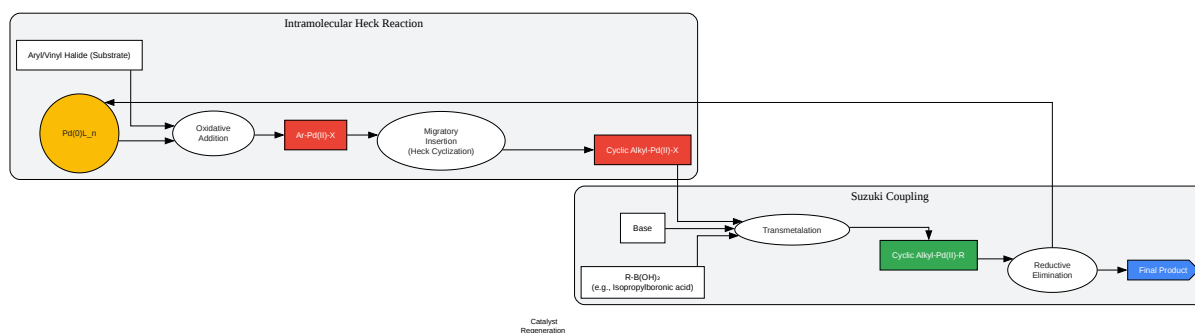 Intramolecular Heck Reaction
Aryl/Vinyl Halide (Substrate)
Pd(0)L_n
Oxidative
Addition
Ar-Pd(II)-X
Migratory
Insertion
(Heck Cyclization)
Cyclic Alkyl-Pd(II)-X
Suzuki Coupling
Base
Transmetalation
R-B(OH)₂
(e.g., Isopropylboronic acid)
Cyclic Alkyl-Pd(II)-R
Reductive
Elimination
Final Product
Catalyst
Regeneration